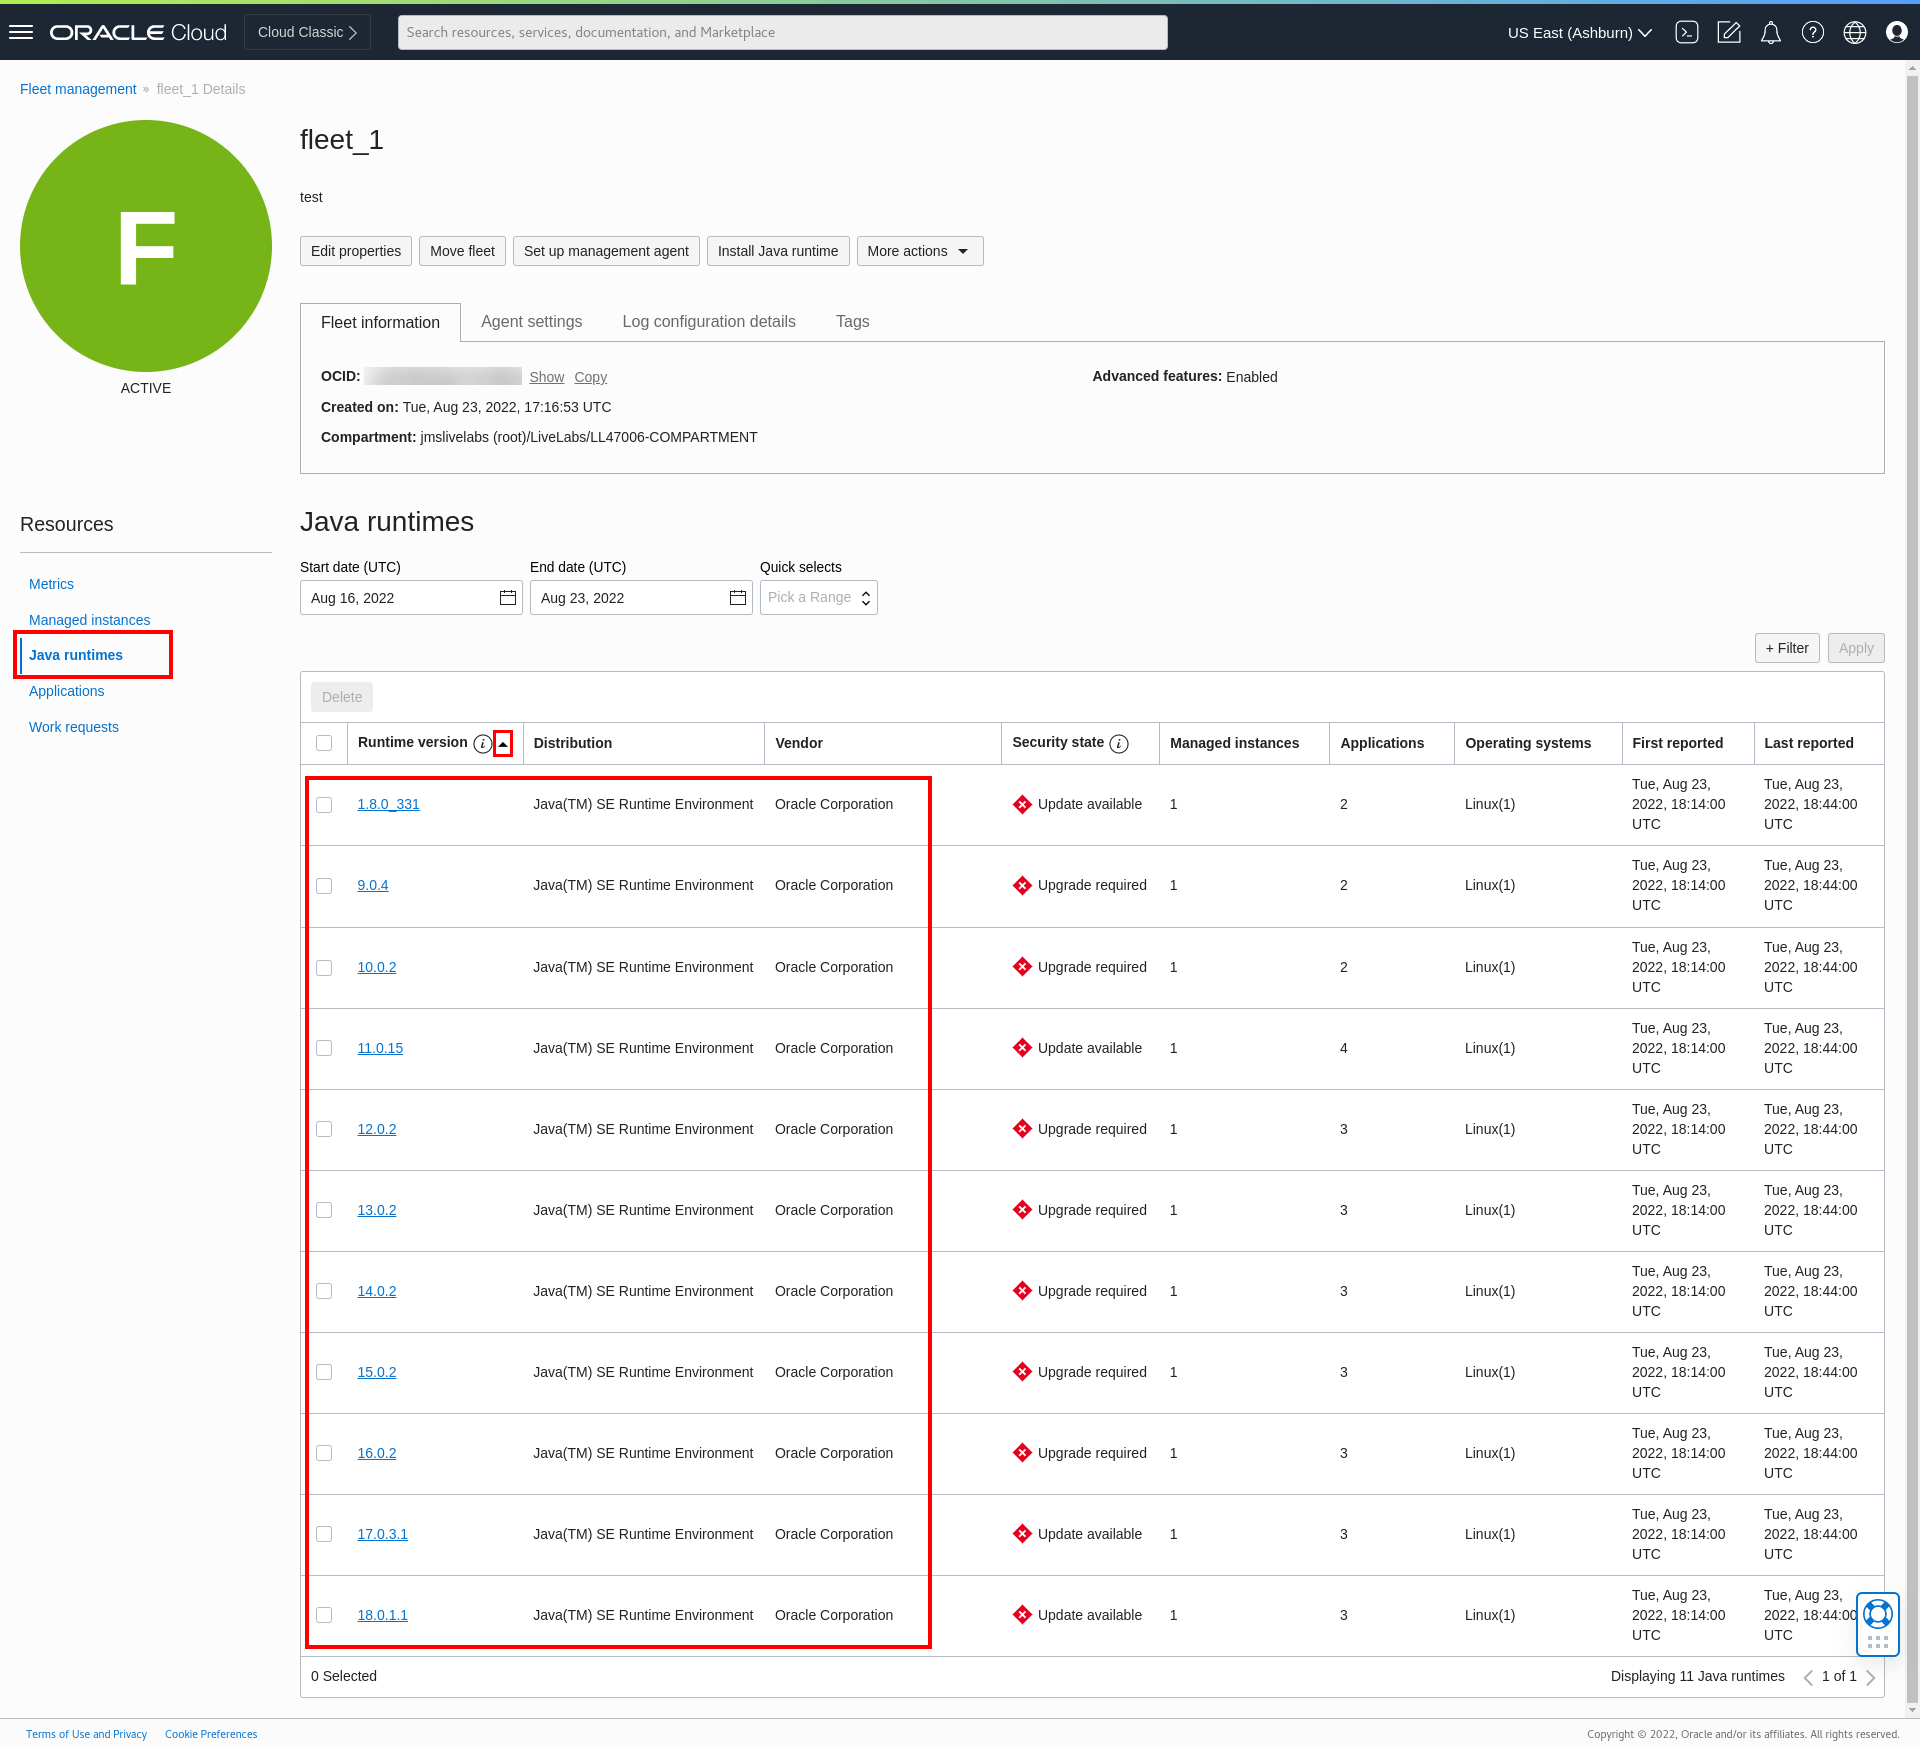 ORACLE Cloud
Cloud Classic
Search resources, services, documentation, and Marketplace
US East (Ashburn)
Fleet management » fleet_1 Details
F
ACTIVE
fleet_1
test
Edit properties
Move fleet
Set up management agent
Install Java runtime
More actions
Fleet information
Agent settings
Log configuration details
Tags
OCID: Show Copy
Advanced features: Enabled
Created on: Tue, Aug 23, 2022, 17:16:53 UTC
Compartment: jmslivelabs (root)/LiveLabs/LL47006-COMPARTMENT
Resources
Metrics
Managed instances
Java runtimes
Applications
Work requests
Java runtimes
Start date (UTC) End date (UTC) Quick selects
Aug 16, 2022 Aug 23, 2022 Pick a Range
+ Filter Apply
Delete
Runtime version i Distribution Vendor Security state i Managed instances Applications Operating systems First reported Last reported
1.8.0_331 Java(TM) SE Runtime Environment Oracle Corporation Update available 1 2 Linux(1) Tue, Aug 23, 2022, 18:14:00 UTC Tue, Aug 23, 2022, 18:44:00 UTC
9.0.4 Java(TM) SE Runtime Environment Oracle Corporation Upgrade required 1 2 Linux(1) Tue, Aug 23, 2022, 18:14:00 UTC Tue, Aug 23, 2022, 18:44:00 UTC
10.0.2 Java(TM) SE Runtime Environment Oracle Corporation Upgrade required 1 2 Linux(1) Tue, Aug 23, 2022, 18:14:00 UTC Tue, Aug 23, 2022, 18:44:00 UTC
11.0.15 Java(TM) SE Runtime Environment Oracle Corporation Update available 1 4 Linux(1) Tue, Aug 23, 2022, 18:14:00 UTC Tue, Aug 23, 2022, 18:44:00 UTC
12.0.2 Java(TM) SE Runtime Environment Oracle Corporation Upgrade required 1 3 Linux(1) Tue, Aug 23, 2022, 18:14:00 UTC Tue, Aug 23, 2022, 18:44:00 UTC
13.0.2 Java(TM) SE Runtime Environment Oracle Corporation Upgrade required 1 3 Linux(1) Tue, Aug 23, 2022, 18:14:00 UTC Tue, Aug 23, 2022, 18:44:00 UTC
14.0.2 Java(TM) SE Runtime Environment Oracle Corporation Upgrade required 1 3 Linux(1) Tue, Aug 23, 2022, 18:14:00 UTC Tue, Aug 23, 2022, 18:44:00 UTC
15.0.2 Java(TM) SE Runtime Environment Oracle Corporation Upgrade required 1 3 Linux(1) Tue, Aug 23, 2022, 18:14:00 UTC Tue, Aug 23, 2022, 18:44:00 UTC
16.0.2 Java(TM) SE Runtime Environment Oracle Corporation Upgrade required 1 3 Linux(1) Tue, Aug 23, 2022, 18:14:00 UTC Tue, Aug 23, 2022, 18:44:00 UTC
17.0.3.1 Java(TM) SE Runtime Environment Oracle Corporation Update available 1 3 Linux(1) Tue, Aug 23, 2022, 18:14:00 UTC Tue, Aug 23, 2022, 18:44:00 UTC
18.0.1.1 Java(TM) SE Runtime Environment Oracle Corporation Update available 1 3 Linux(1) Tue, Aug 23, 2022, 18:14:00 UTC Tue, Aug 23, 2022, 18:44:00 UTC
0 Selected Displaying 11 Java runtimes 1 of 1
Terms of Use and Privacy Cookie Preferences Copyright © 2022, Oracle and/or its affiliates. All rights reserved.